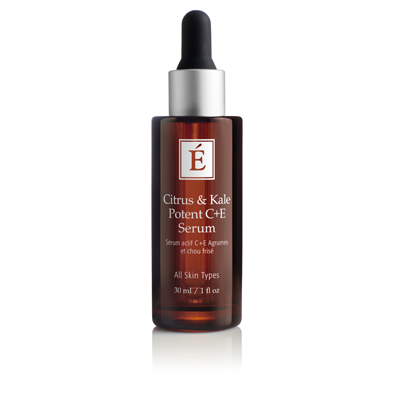 É
Citrus & Kale
Potent C+E
Serum
Sérum actif C+E Agrumes
et chou frisé
All Skin Types
30 ml / 1 fl oz